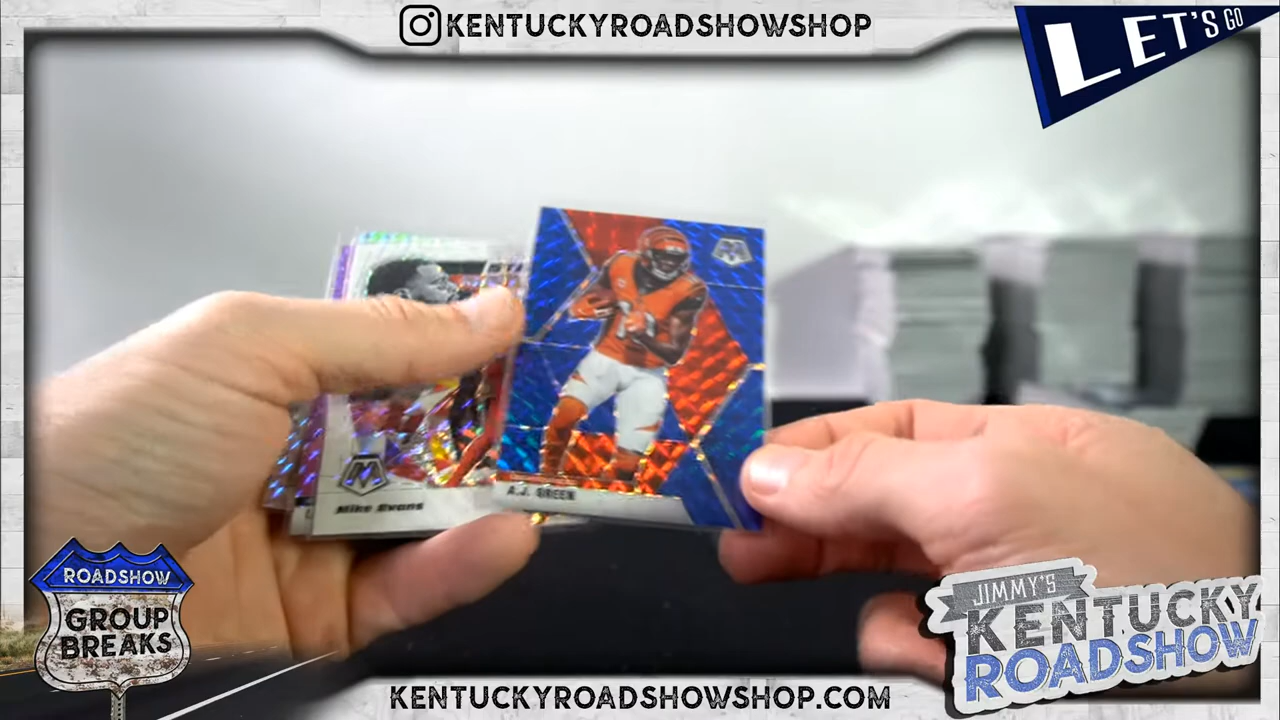 KENTUCKYROADSHOWSHOP
LET'S GO
Mike Evans
A.J. GREEN
ROADSHOW
GROUP
BREAKS
JIMMY'S
KENTUCKY
ROADSHOW
KENTUCKYROADSHOWSHOP.COM